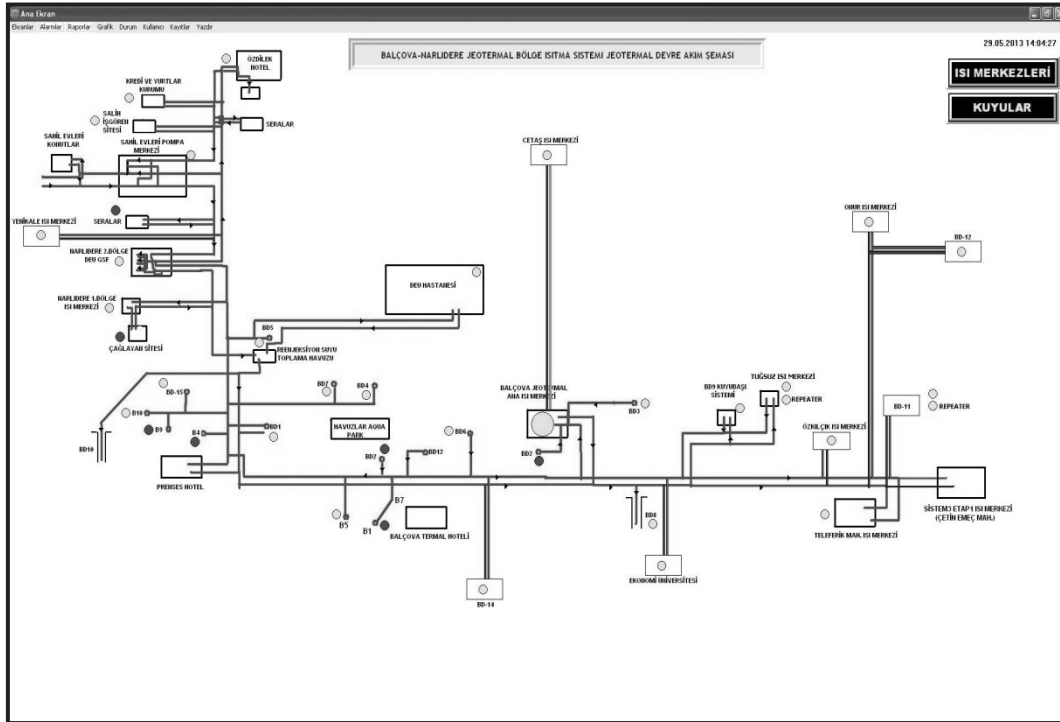 Ana Ekran
Ekranlar Alarmlar Raporlar Grafik Durum Kullanıcı Kayıtlar Yazdır
29.05.2013 14:04:27
BALÇOVA-NARLIDERE JEOTERMAL BÖLGE ISITMA SİSTEMİ JEOTERMAL DEVRE AKIM ŞEMASI
ISI MERKEZLERİ
KUYULAR
ÖZDİLEK
HOTEL
KREDİ VE YURTLAR
KURUMU
SALİH
İŞGÖREN
SİTESİ
SERALAR
SAHİL EVLERİ
KONUTLAR
SAHİL EVLERİ POMPA
MERKEZİ
CETAŞ ISI MERKEZİ
YENİKALE ISI MERKEZİ
SERALAR
ONUR ISI MERKEZİ
BD-12
NARLIDERE 2.BÖLGE
DEU GSF
DEU HASTANESİ
NARLIDERE 1.BÖLGE
ISI MERKEZİ
ÇAĞLAYAN SİTESİ
BD5
REENJEKSİYON SUYU
TOPLAMA HAVUZU
BD-15
BD7
BD4
BALÇOVA JEOTERMAL
ANA ISI MERKEZİ
BD3
BD9 KUYUBAŞI
SİSTEMİ
TUĞSUZ ISI MERKEZİ
REPEATER
BD-11
REPEATER
B10
B9
B4
BD1
HAVUZLAR AQUA
PARK
BD6
ÖZKILÇIK ISI MERKEZİ
BD10
BD2
BD12
BD2
PRENSES HOTEL
B7
B5
B1
BALÇOVA TERMAL HOTELİ
BD8
TELEFERİK MAH. ISI MERKEZİ
SİSTEM3 ETAP1 ISI MERKEZİ
(ÇETİN EMEÇ MAH.)
EKONOMİ ÜNİVERSİTESİ
BD-14